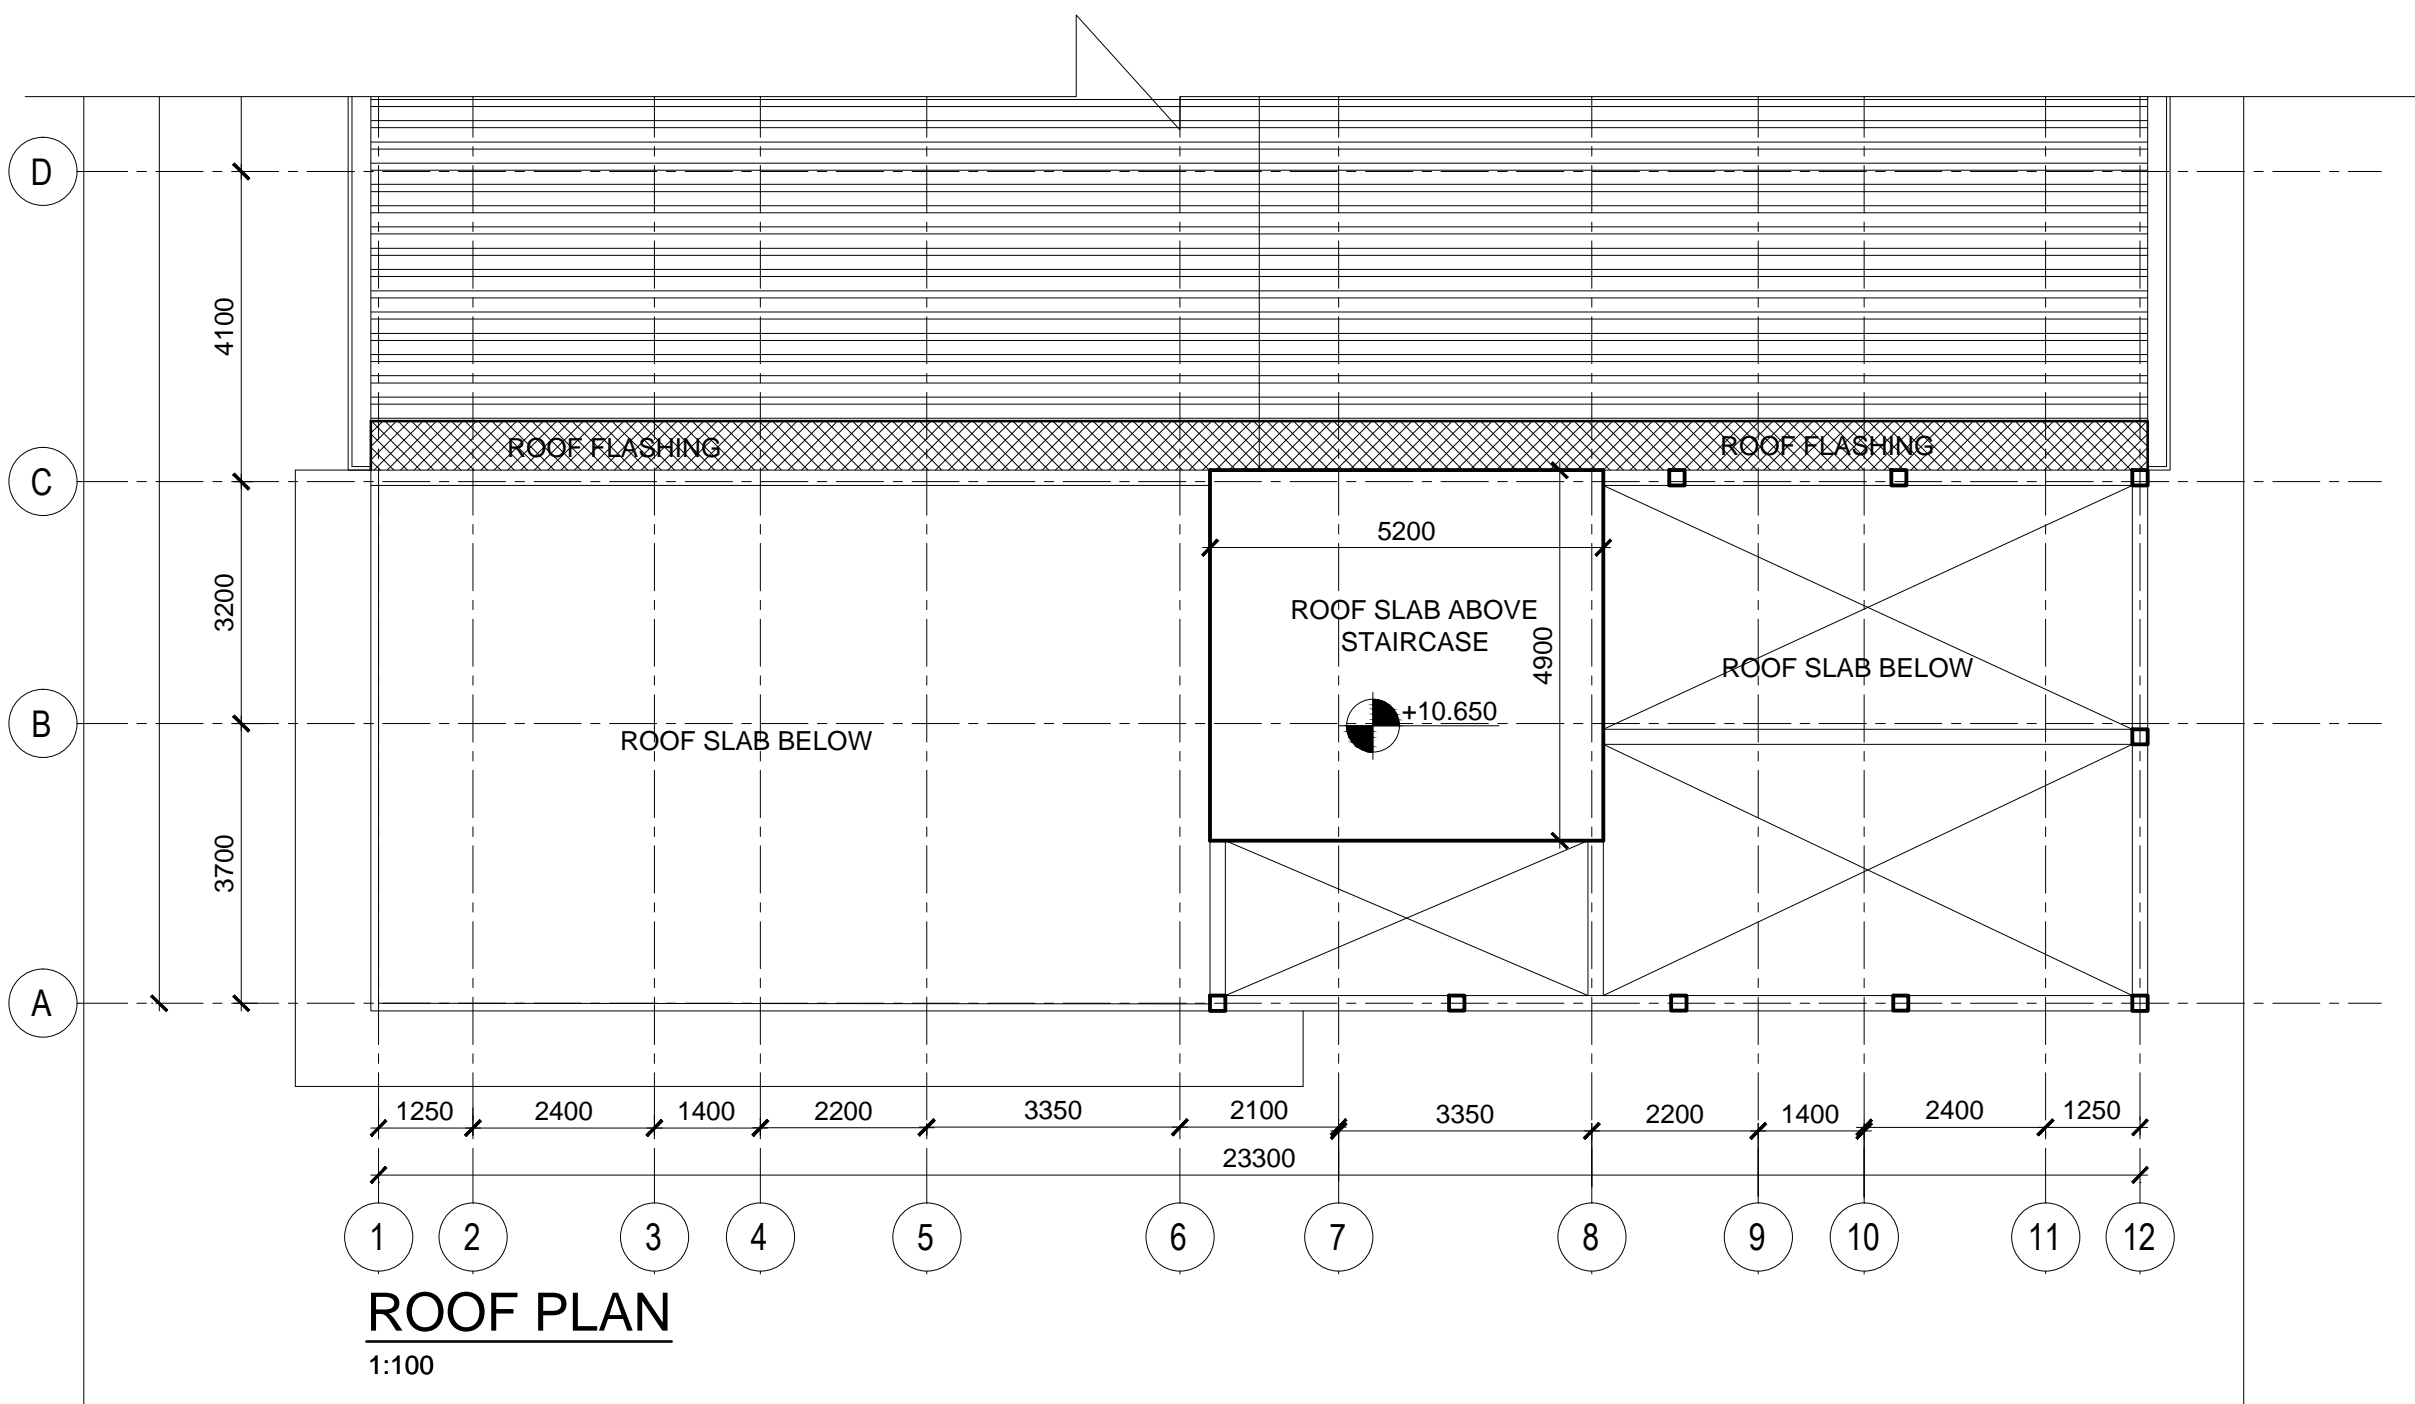 D
4100
ROOF FLASHING
ROOF FLASHING
C
5200
3200
ROOF SLAB ABOVE
STAIRCASE
4900
ROOF SLAB BELOW
+10.650
B
ROOF SLAB BELOW
3700
A
1250
2400
1400
2200
3350
2100
3350
2200
1400
2400
1250
23300
1
2
3
4
5
6
7
8
9
10
11
12
ROOF PLAN
1:100